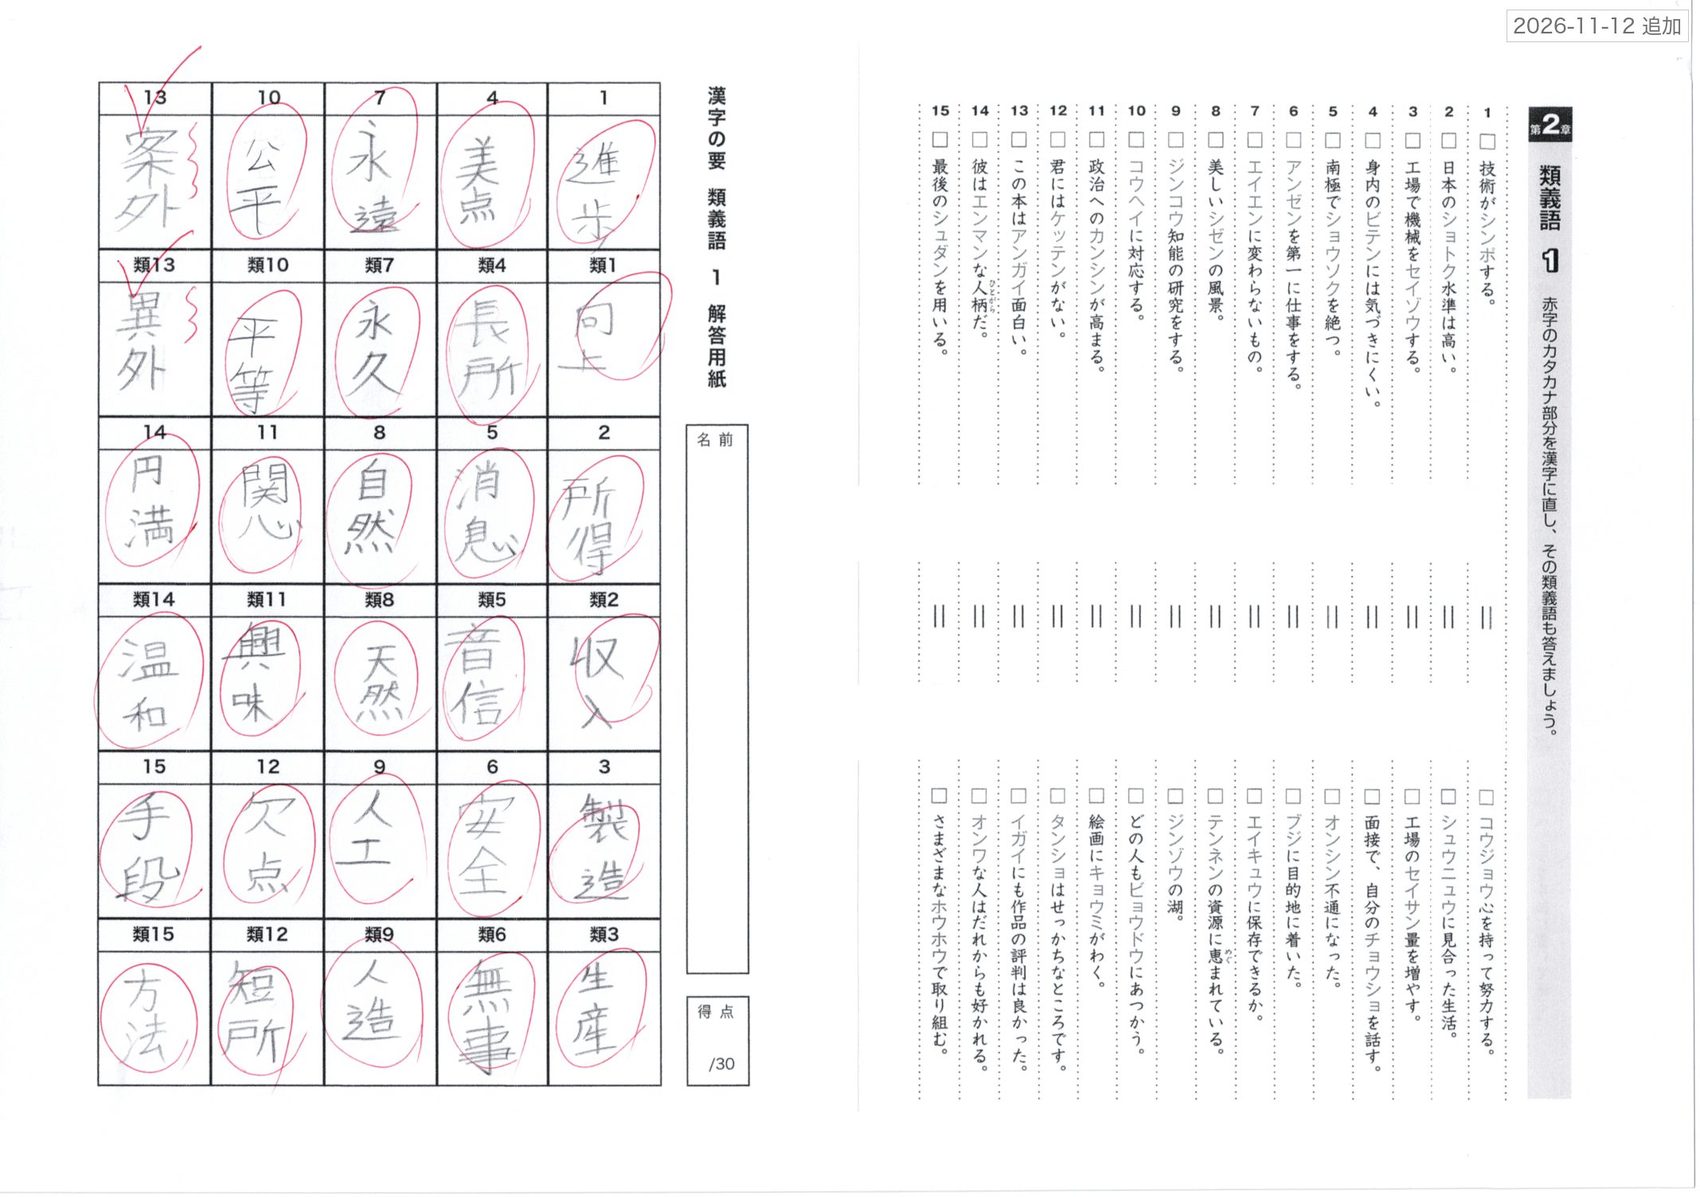 2026-11-12 追加
第2章 類義語 1 赤字のカタカナ部分を漢字に直し、その類義語も答えましょう。
1 □ 技術がシンポする。 = □ コウジョウ心を持って努力する。
2 □ 日本のショトク水準は高い。 = □ シュウニュウに見合った生活。
3 □ 工場で機械をセイゾウする。 = □ 工場のセイサン量を増やす。
4 □ 身内のビテンには気づきにくい。 = □ 面接で、自分のチョウショを話す。
5 □ 南極でショウソクを絶つ。 = □ オンシン不通になった。
6 □ アンゼンを第一に仕事をする。 = □ ブジに目的地に着いた。
7 □ エイエンに変わらないもの。 = □ エイキュウに保存できるか。
8 □ 美しいシゼンの風景。 = □ テンネンの資源に恵めぐまれている。
9 □ ジンコウ知能の研究をする。 = □ ジンゾウの湖。
10 □ コウヘイに対応する。 = □ どの人もビョウドウにあつかう。
11 □ 政治へのカンシンが高まる。 = □ 絵画にキョウミがわく。
12 □ 君にはケッテンがない。 = □ タンショはせっかちなところです。
13 □ この本はアンガイ面白い。 = □ イガイにも作品の評判は良かった。
14 □ 彼はエンマンな人柄ひとがらだ。 = □ オンワな人はだれからも好かれる。
15 □ 最後のシュダンを用いる。 = □ さまざまなホウホウで取り組む。
漢字の要 類義語 1 解答用紙
名前
得点
/30
1 進歩
類1 向上
2 所得
類2 収入
3 製造
類3 生産
4 美点
類4 長所
5 消息
類5 音信
6 安全
類6 無事
7 永遠
類7 永久
8 自然
類8 天然
9 人工
類9 人造
10 公平
類10 平等
11 関心
類11 興味
12 欠点
類12 短所
13 案外
類13 異外
14 円満
類14 温和
15 手段
類15 方法